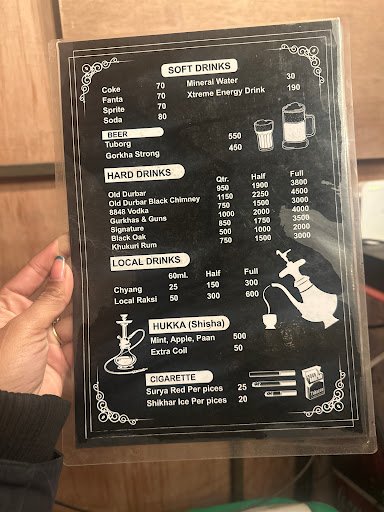 SOFT DRINKS
Coke 70 Mineral Water 30
Fanta 70 Xtreme Energy Drink 190
Sprite 70
Soda 80
BEER
Tuborg 550
Gorkha Strong 450
HARD DRINKS Qtr. Half Full
Old Durbar 950 1900 3800
Old Durbar Black Chimney 1150 2250 4500
8848 Vodka 750 1500 3000
Gurkhas & Guns 1000 2000 4000
Signature 850 1750 3500
Black Oak 500 1000 2000
Khukuri Rum 750 1500 3000
LOCAL DRINKS 60ml. Half Full
Chyang 25 150 300
Local Raksi 50 300 600
HUKKA (Shisha)
Mint, Apple, Paan 500
Extra Coil 50
CIGARETTE
Surya Red Per pices 25
Shikhar Ice Per pices 20